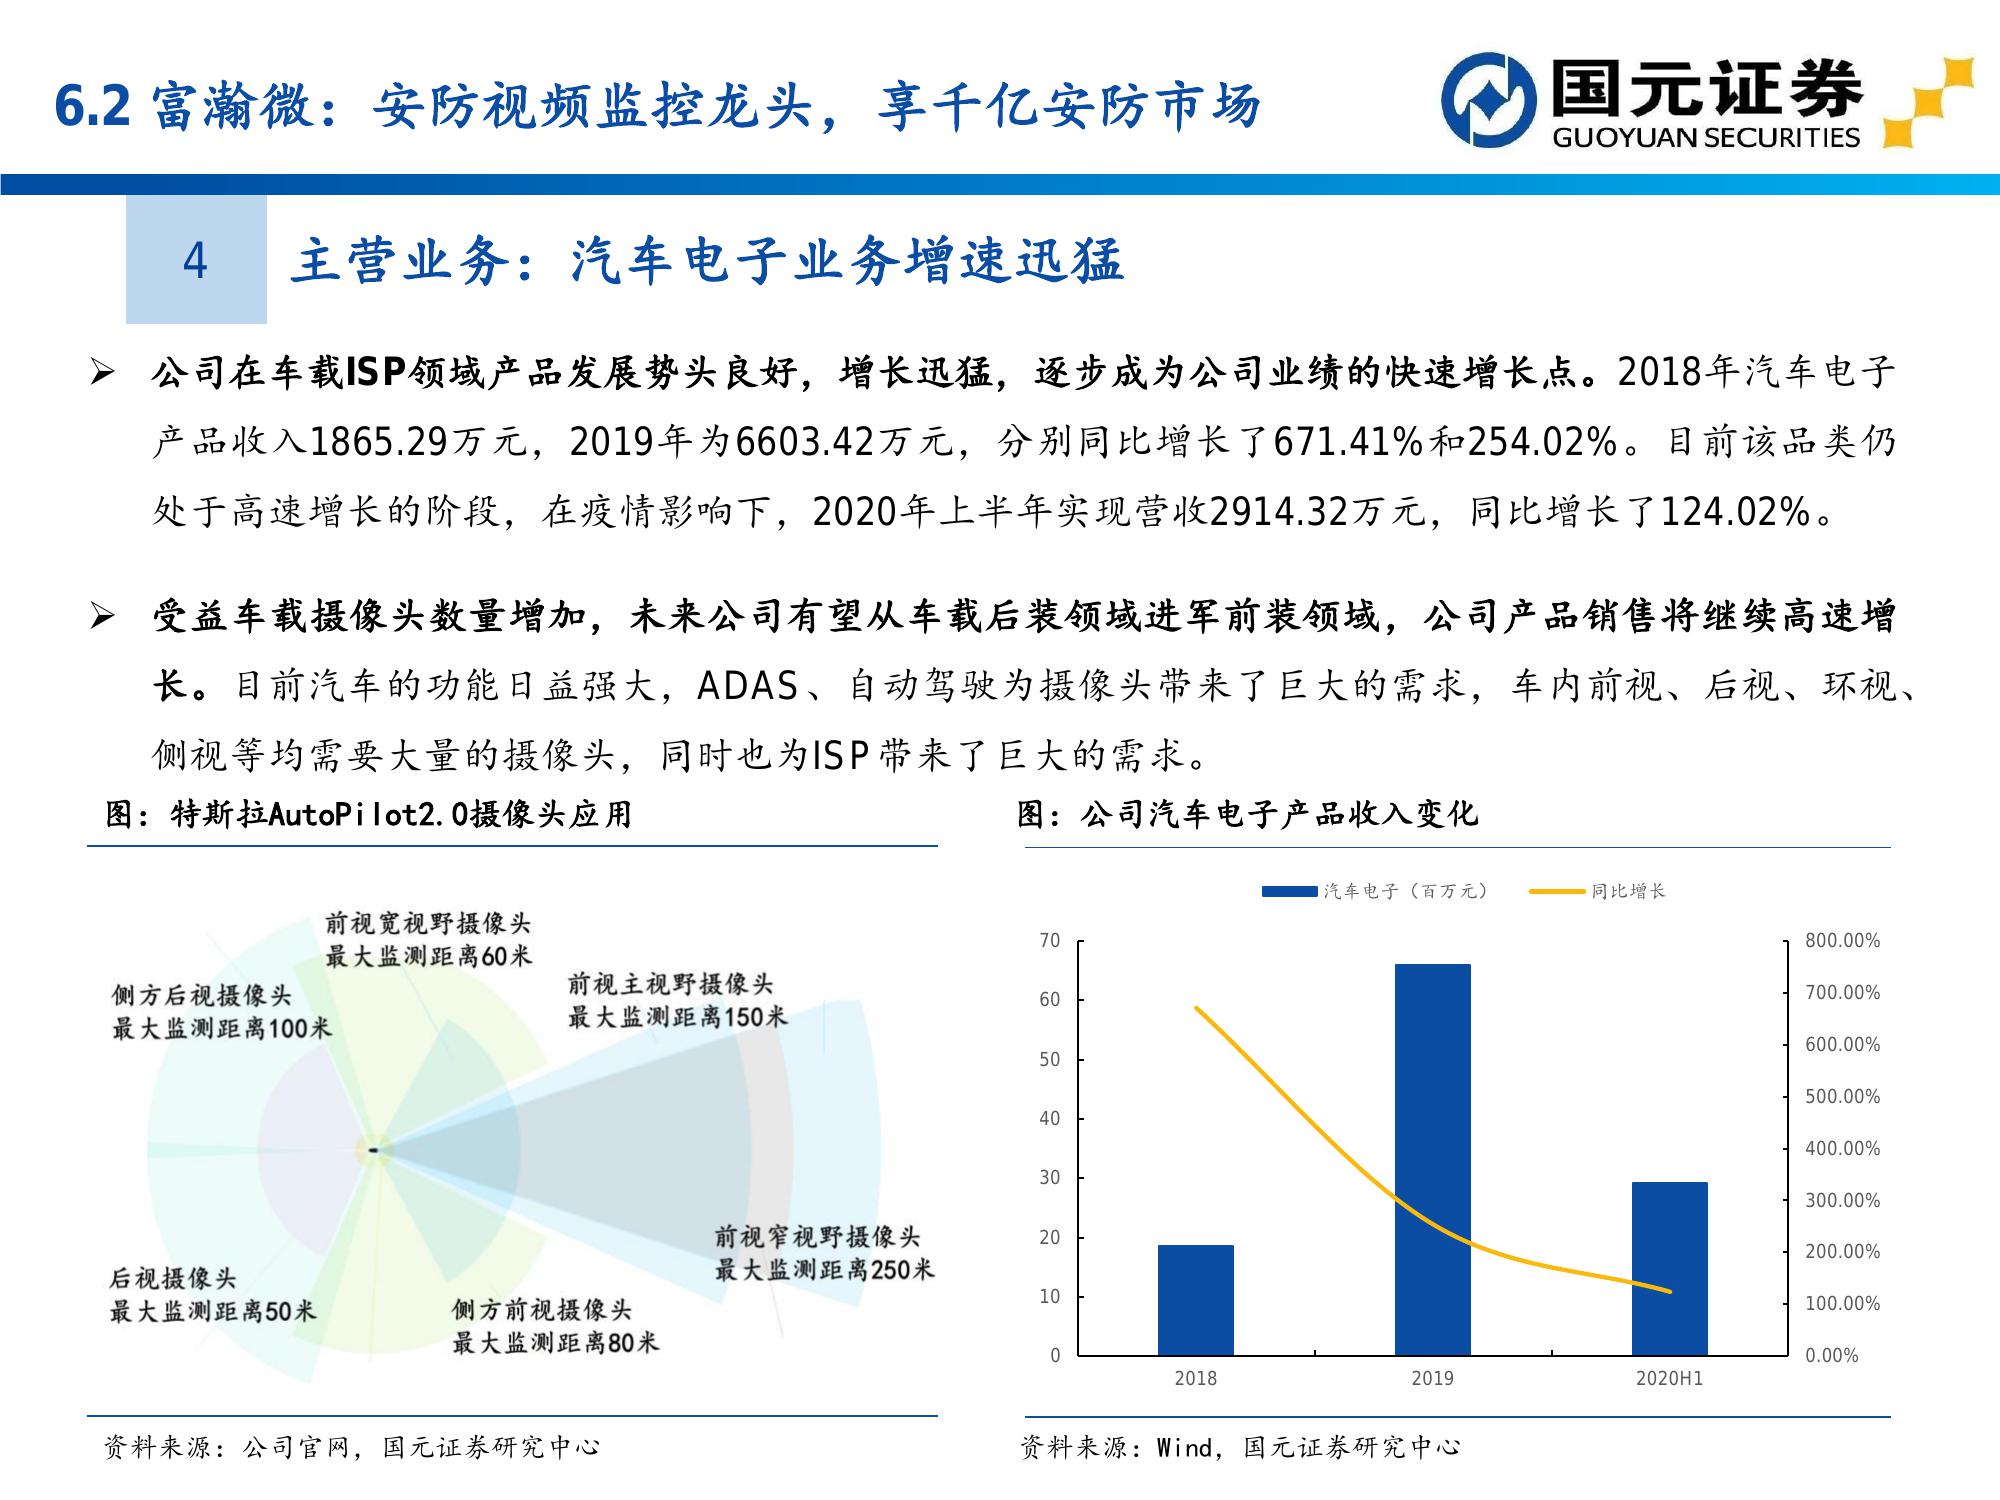 6.2 富瀚微：安防视频监控龙头，享千亿安防市场
国元证券
GUOYUAN SECURITIES
4
主营业务：汽车电子业务增速迅猛
➢ 公司在车载ISP领域产品发展势头良好，增长迅猛，逐步成为公司业绩的快速增长点。2018年汽车电子
产品收入1865.29万元，2019年为6603.42万元，分别同比增长了671.41%和254.02%。目前该品类仍
处于高速增长的阶段，在疫情影响下，2020年上半年实现营收2914.32万元，同比增长了124.02%。
➢ 受益车载摄像头数量增加，未来公司有望从车载后装领域进军前装领域，公司产品销售将继续高速增
长。目前汽车的功能日益强大，ADAS、自动驾驶为摄像头带来了巨大的需求，车内前视、后视、环视、
侧视等均需要大量的摄像头，同时也为ISP带来了巨大的需求。
图：特斯拉AutoPilot2.0摄像头应用
前视宽视野摄像头
最大监测距离60米
前视主视野摄像头
最大监测距离150米
侧方后视摄像头
最大监测距离100米
前视窄视野摄像头
最大监测距离250米
后视摄像头
最大监测距离50米
侧方前视摄像头
最大监测距离80米
资料来源：公司官网，国元证券研究中心
图：公司汽车电子产品收入变化
汽车电子（百万元）
同比增长
70
60
50
40
30
20
10
0
800.00%
700.00%
600.00%
500.00%
400.00%
300.00%
200.00%
100.00%
0.00%
2018
2019
2020H1
资料来源：Wind，国元证券研究中心